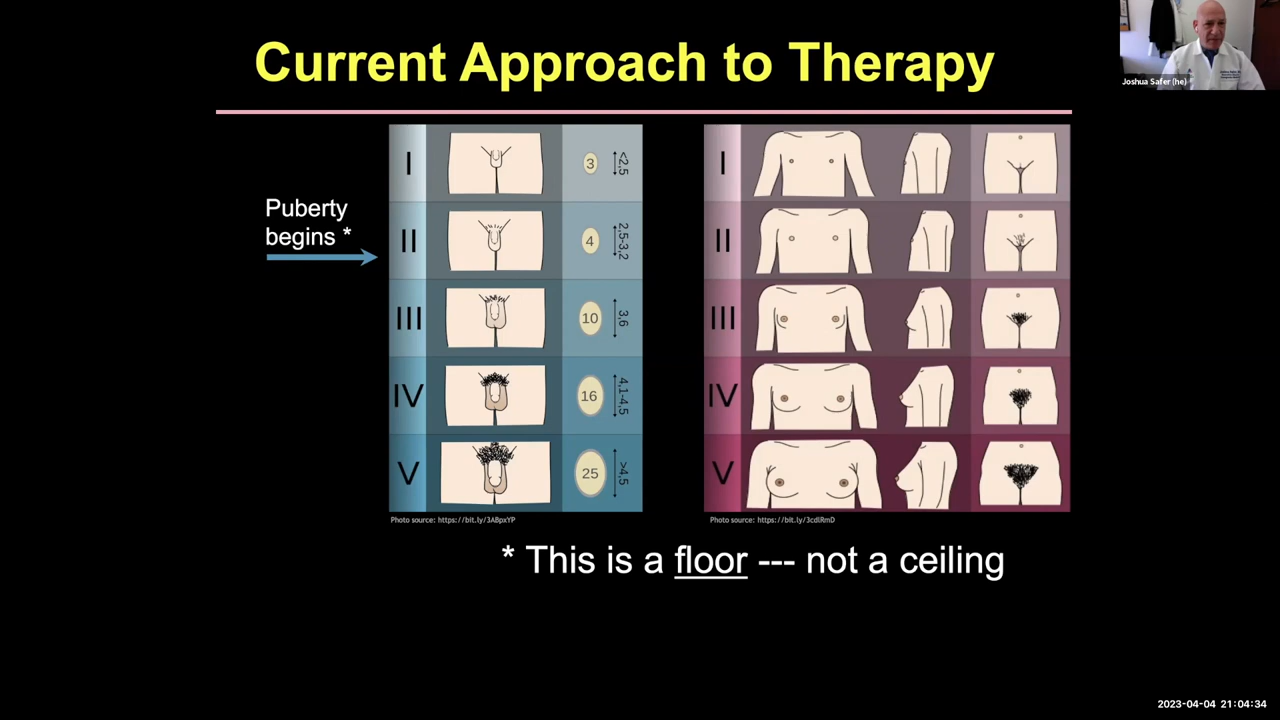 Current Approach to Therapy
Joshua Safer (he)
Puberty
begins *
I
3
<2,5
II
4
2,5-3,2
III
10
3,6
IV
16
4,1-4,5
V
25
>4,5
I
II
III
IV
V
Photo source: https://bit.ly/3ABpxYP
Photo source: https://bit.ly/3cdlRmD
* This is a floor --- not a ceiling
2023-04-04 21:04:34